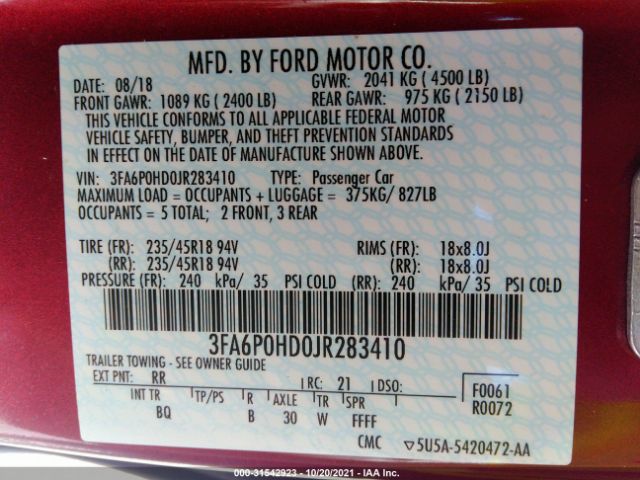 MFD. BY FORD MOTOR CO.
DATE: 08/18 GVWR: 2041 KG ( 4500 LB)
FRONT GAWR: 1089 KG ( 2400 LB) REAR GAWR: 975 KG ( 2150 LB)
THIS VEHICLE CONFORMS TO ALL APPLICABLE FEDERAL MOTOR
VEHICLE SAFETY, BUMPER, AND THEFT PREVENTION STANDARDS
IN EFFECT ON THE DATE OF MANUFACTURE SHOWN ABOVE.
VIN: 3FA6P0HD0JR283410 TYPE: Passenger Car
MAXIMUM LOAD = OCCUPANTS + LUGGAGE = 375KG/ 827LB
OCCUPANTS = 5 TOTAL; 2 FRONT, 3 REAR
TIRE (FR): 235/45R18 94V RIMS (FR): 18x8.0J
(RR): 235/45R18 94V (RR): 18x8.0J
PRESSURE (FR): 240 kPa/ 35 PSI COLD (RR): 240 kPa/ 35 PSI COLD
3FA6P0HD0JR283410
TRAILER TOWING - SEE OWNER GUIDE
EXT PNT: RR RC: 21 DSO: F0061
INT TR TP/PS R AXLE TR SPR R0072
BQ B 30 W FFFF
CMC ▽5U5A-5420472-AA
000-31542923 - 10/20/2021 - IAA Inc.